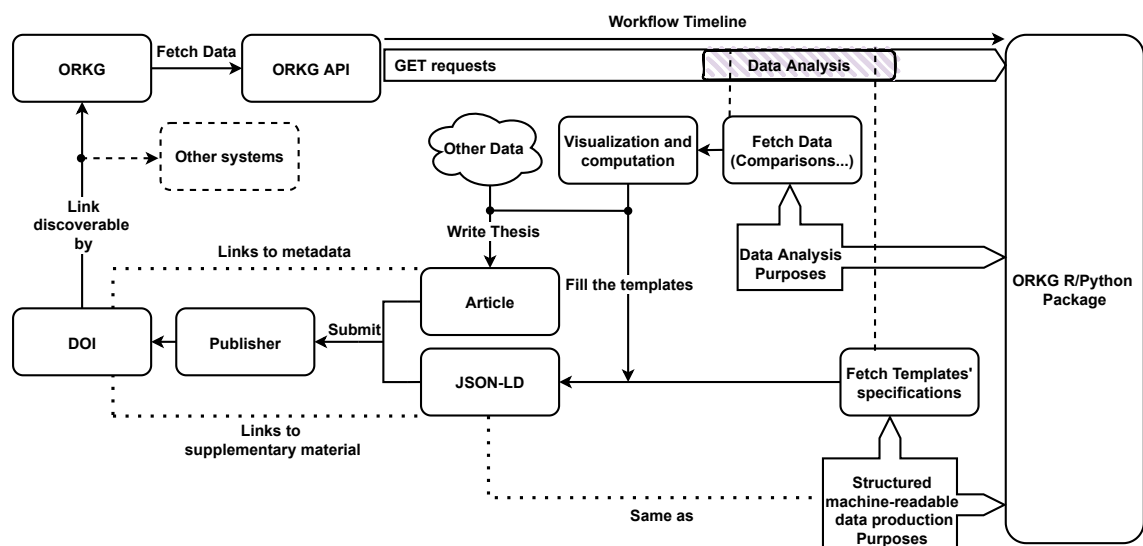 Workflow Timeline
ORKG
Fetch Data
ORKG API
GET requests
Data Analysis
Other systems
Other Data
Visualization and
computation
Fetch Data
(Comparisons...)
Link
discoverable
by
Write Thesis
Links to metadata
Data Analysis
Purposes
ORKG R/Python
Package
Fill the templates
Article
DOI
Publisher
Submit
JSON-LD
Fetch Templates'
specifications
Links to
supplementary material
Structured
machine-readable
data production
Purposes
Same as